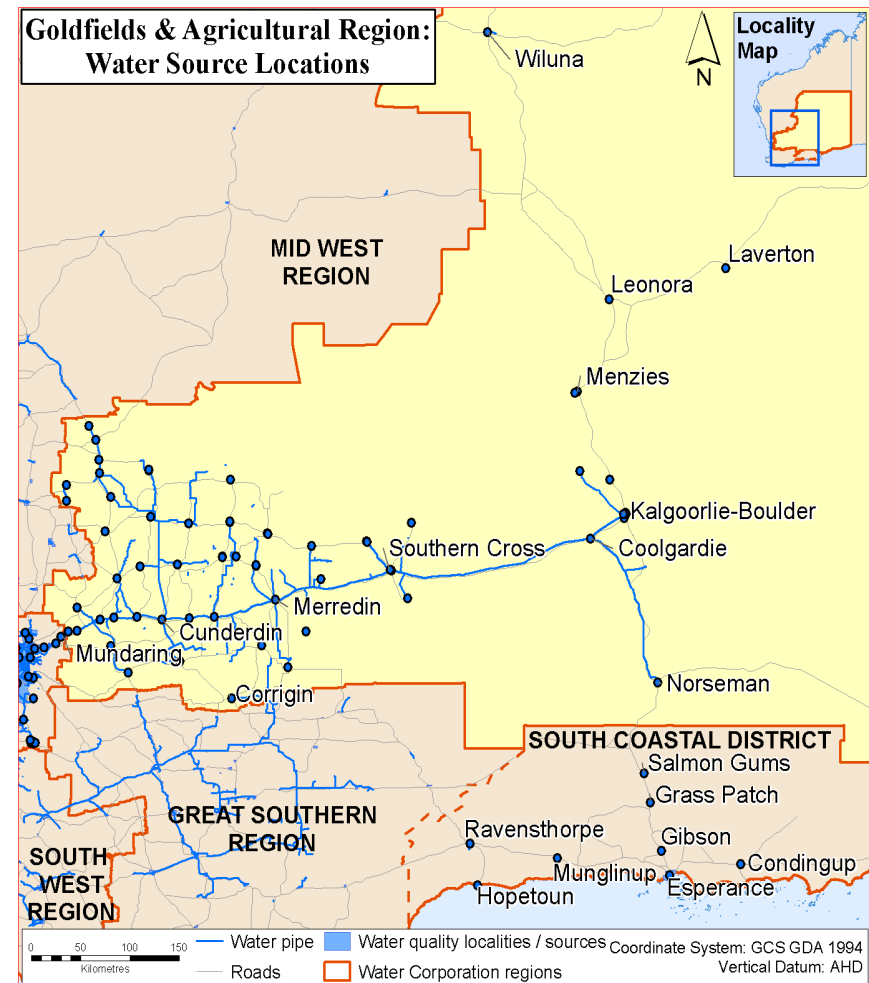 Goldfields & Agricultural Region:
Water Source Locations
Locality
Map
N
Wiluna
MID WEST
REGION
Laverton
Leonora
Menzies
Kalgoorlie-Boulder
Southern Cross
Coolgardie
Merredin
Cunderdin
Mundaring
Corrigin
Norseman
SOUTH COASTAL DISTRICT
Salmon Gums
Grass Patch
GREAT SOUTHERN
REGION
Ravensthorpe
Gibson
Munglinup
Condingup
Esperance
Hopetoun
SOUTH
WEST
REGION
0 50 100 150
Kilometres
Water pipe
Roads
Water quality localities / sources
Water Corporation regions
Coordinate System: GCS GDA 1994
Vertical Datum: AHD